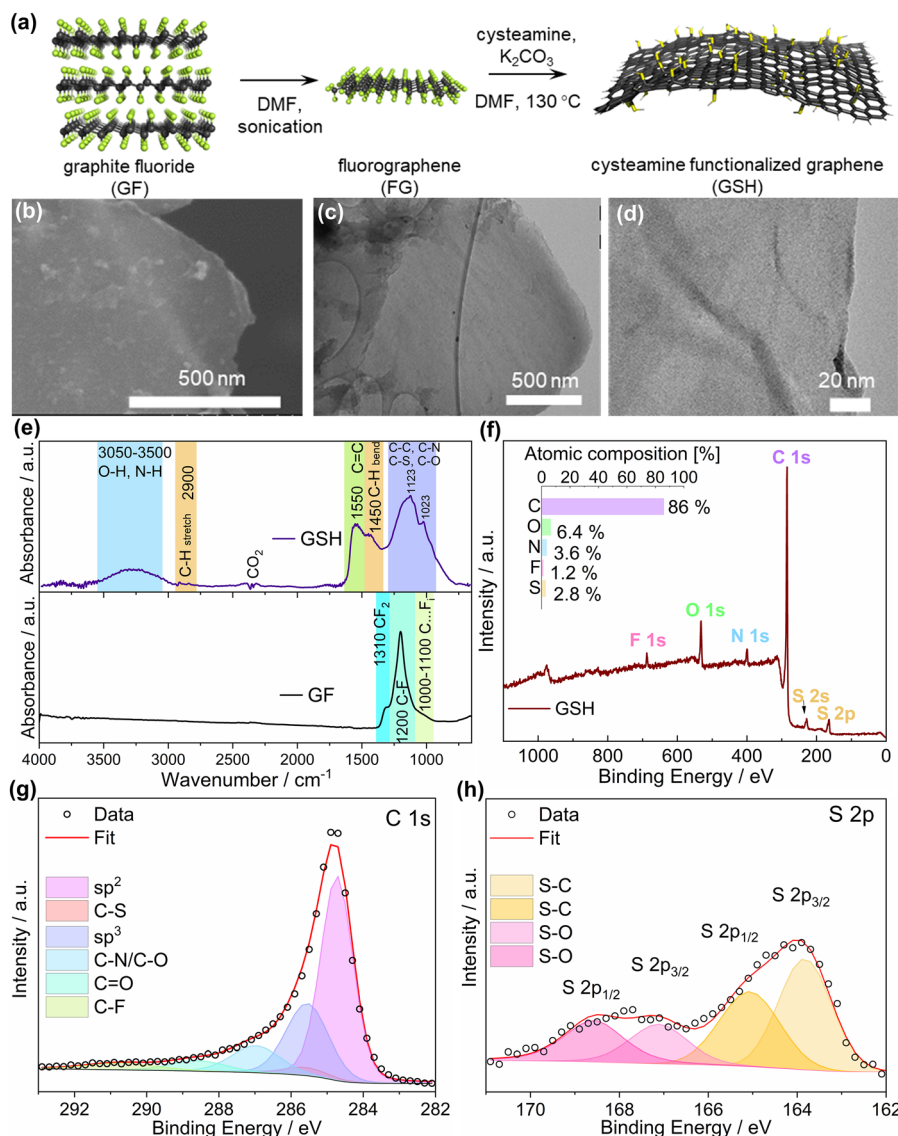 (a)
DMF,
sonication
cysteamine,
K₂CO₃
DMF, 130 °C
graphite fluoride
(GF)
fluorographene
(FG)
cysteamine functionalized graphene
(GSH)
(b)
500 nm
(c)
500 nm
(d)
20 nm
(e)
Absorbance / a.u.
3050-3500
O-H, N-H
C-H stretch 2900
CO₂
1550 C=C
1450 C-H bend
C-C, C-N
C-S, C-O
1123
1023
GSH
Absorbance / a.u.
1310 CF₂
1200 C-F
1000-1100 C...Fᵢ
GF
4000 3500 3000 2500 2000 1500 1000
Wavenumber / cm⁻¹
(f)
Intensity / a.u.
Atomic composition [%]
0 20 40 60 80 100
C 86 %
O 6.4 %
N 3.6 %
F 1.2 %
S 2.8 %
C 1s
O 1s
F 1s
N 1s
S 2s
S 2p
GSH
1000 800 600 400 200 0
Binding Energy / eV
(g)
Intensity / a.u.
Data
Fit
C 1s
sp²
C-S
sp³
C-N/C-O
C=O
C-F
292 290 288 286 284 282
Binding Energy / eV
(h)
Intensity / a.u.
Data
Fit
S 2p
S-C
S-C
S-O
S-O
S 2p₃/₂
S 2p₁/₂
S 2p₃/₂
S 2p₁/₂
170 168 166 164 162
Binding Energy / eV